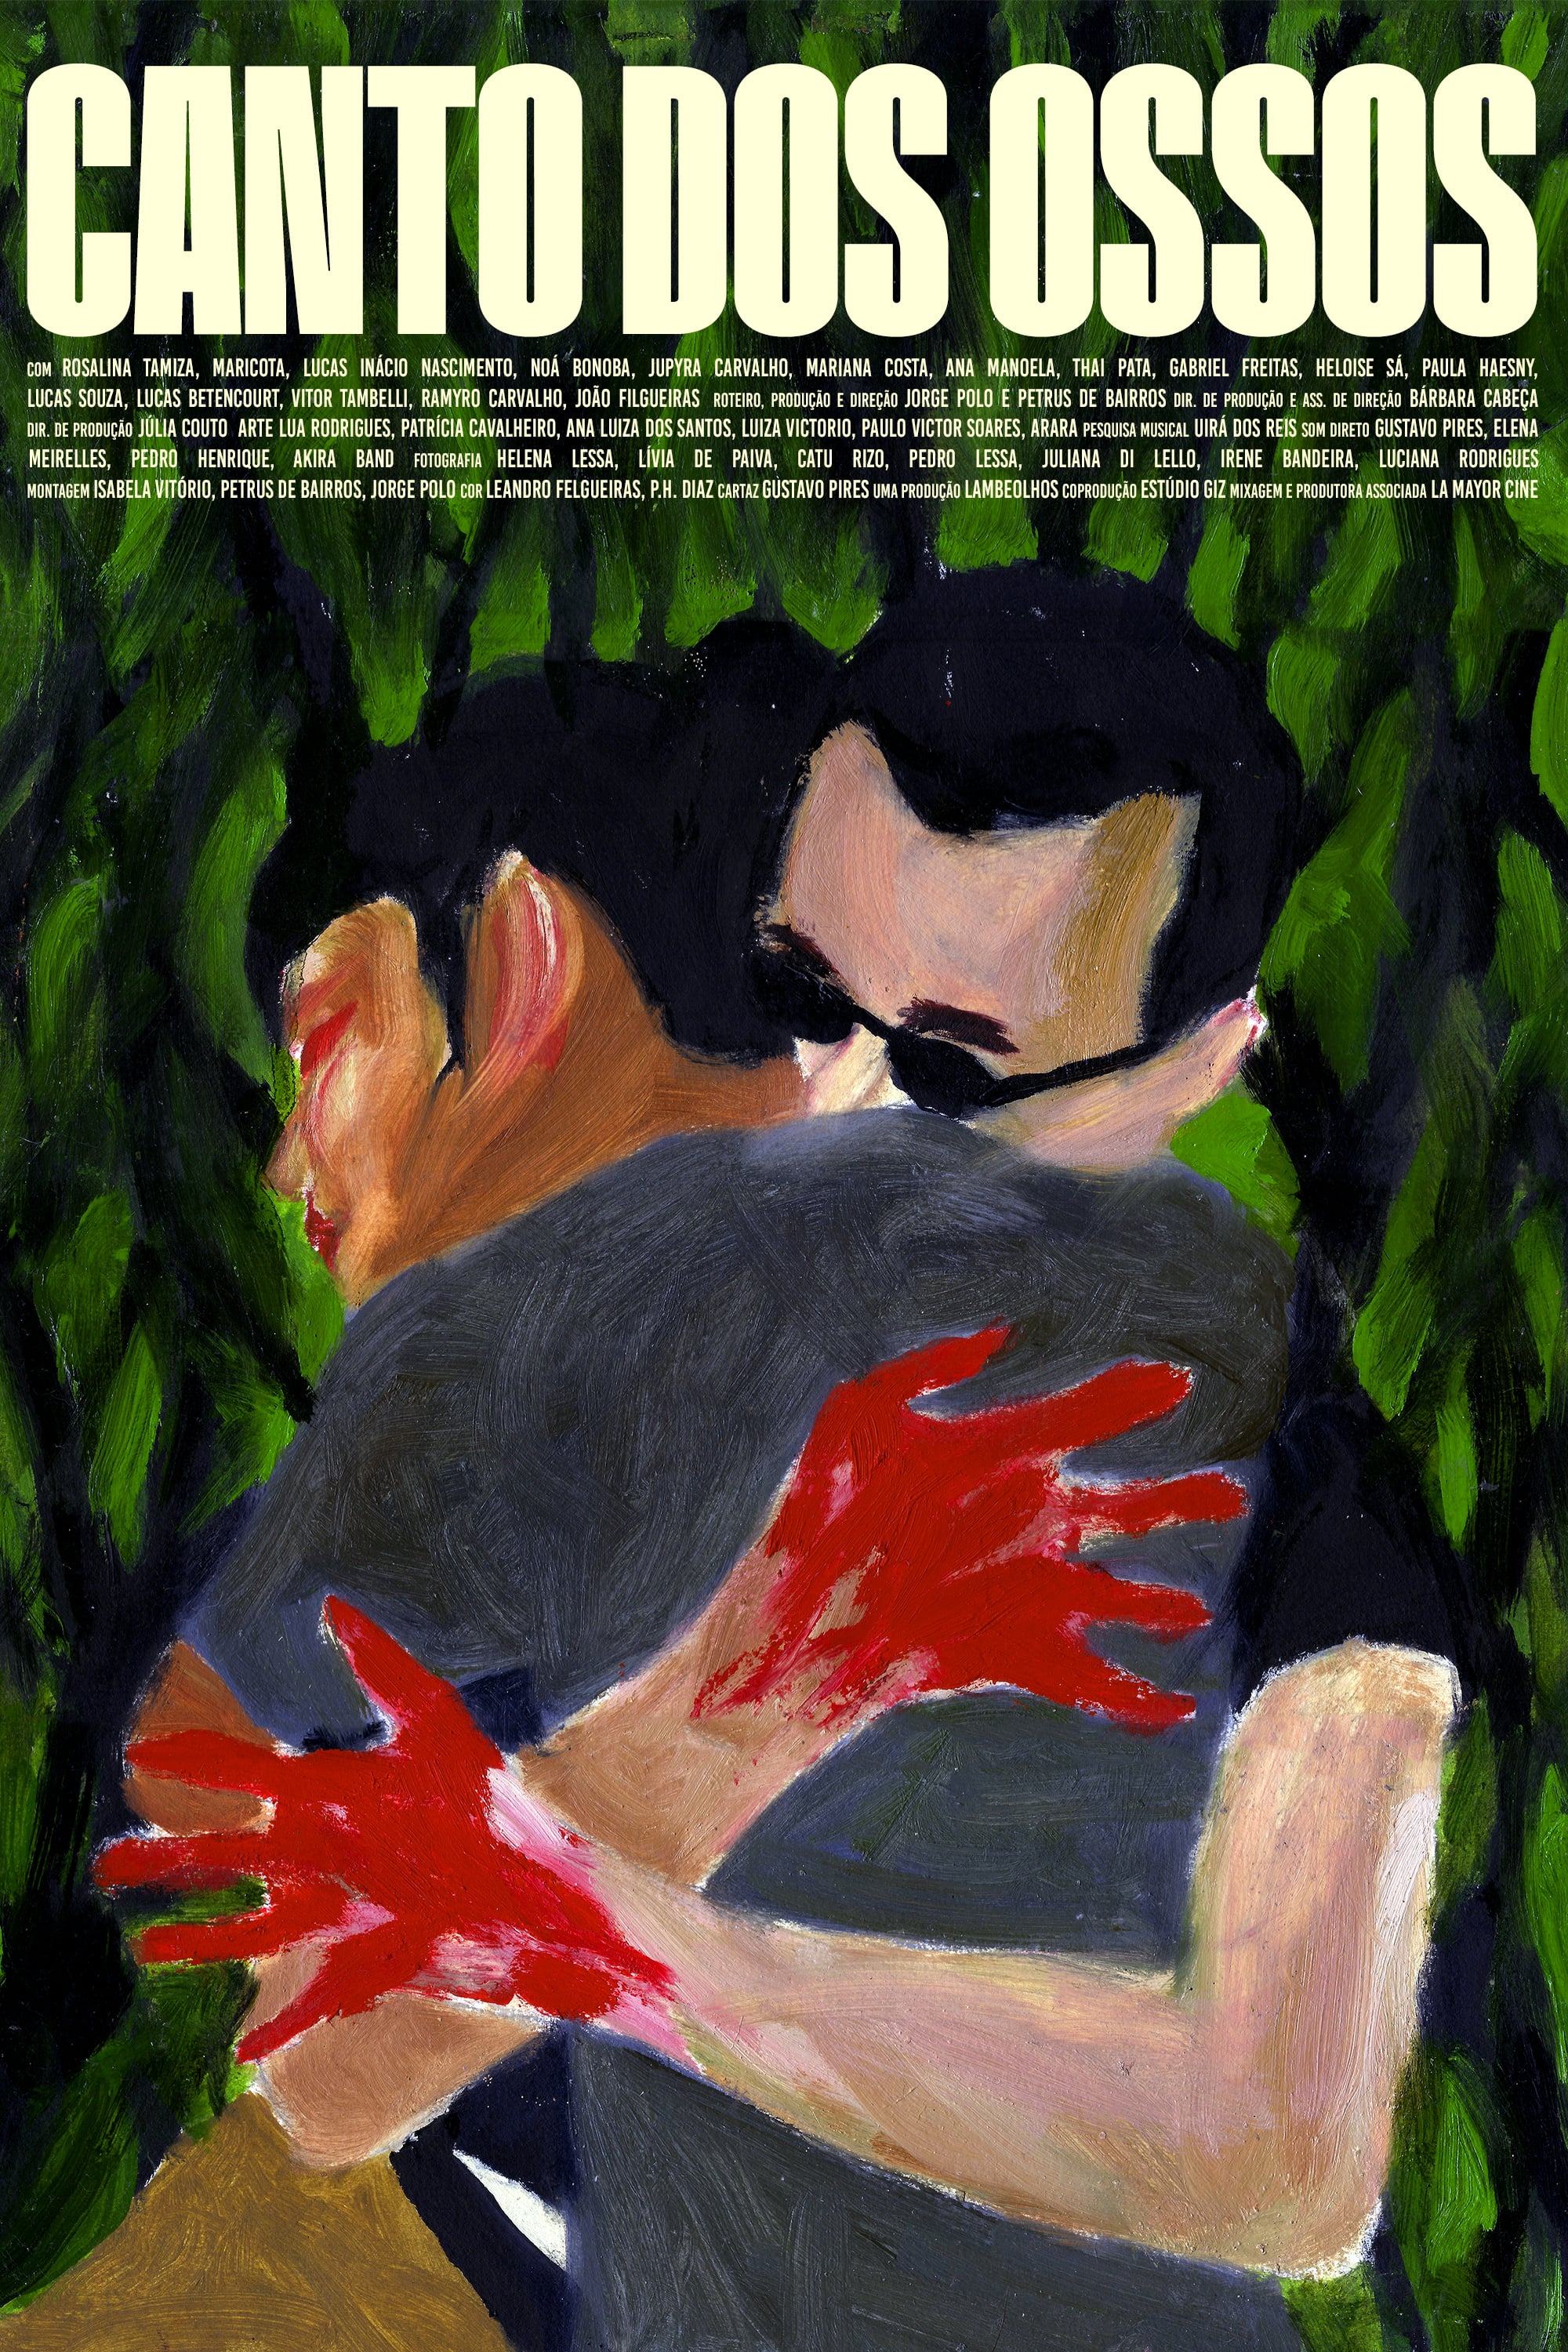 CANTO DOS OSSOS
COM ROSALINA TAMIZA, MARICOTA, LUCAS INÁCIO NASCIMENTO, NOÁ BONOBA, JUPYRA CARVALHO, MARIANA COSTA, ANA MANOELA, THAI PATA, GABRIEL FREITAS, HELOISE SÁ, PAULA HAESNY,
LUCAS SOUZA, LUCAS BETENCOURT, VITOR TAMBELLI, RAMYRO CARVALHO, JOÃO FILGUEIRAS ROTEIRO, PRODUÇÃO E DIREÇÃO JORGE POLO E PETRUS DE BAIRROS DIR. DE PRODUÇÃO E ASS. DE DIREÇÃO BÁRBARA CABEÇA
DIR. DE PRODUÇÃO JÚLIA COUTO ARTE LUA RODRIGUES, PATRÍCIA CAVALHEIRO, ANA LUIZA DOS SANTOS, LUIZA VICTORIO, PAULO VICTOR SOARES, ARARA PESQUISA MUSICAL UIRÁ DOS REIS SOM DIRETO GUSTAVO PIRES, ELENA
MEIRELLES, PEDRO HENRIQUE, AKIRA BAND FOTOGRAFIA HELENA LESSA, LÍVIA DE PAIVA, CATU RIZO, PEDRO LESSA, JULIANA DI LELLO, IRENE BANDEIRA, LUCIANA RODRIGUES
MONTAGEM ISABELA VITÓRIO, PETRUS DE BAIRROS, JORGE POLO COR LEANDRO FELGUEIRAS, P.H. DIAZ CARTAZ GUSTAVO PIRES UMA PRODUÇÃO LAMBEOLHOS COPRODUÇÃO ESTÚDIO GIZ MIXAGEM E PRODUTORA ASSOCIADA LA MAYOR CINE